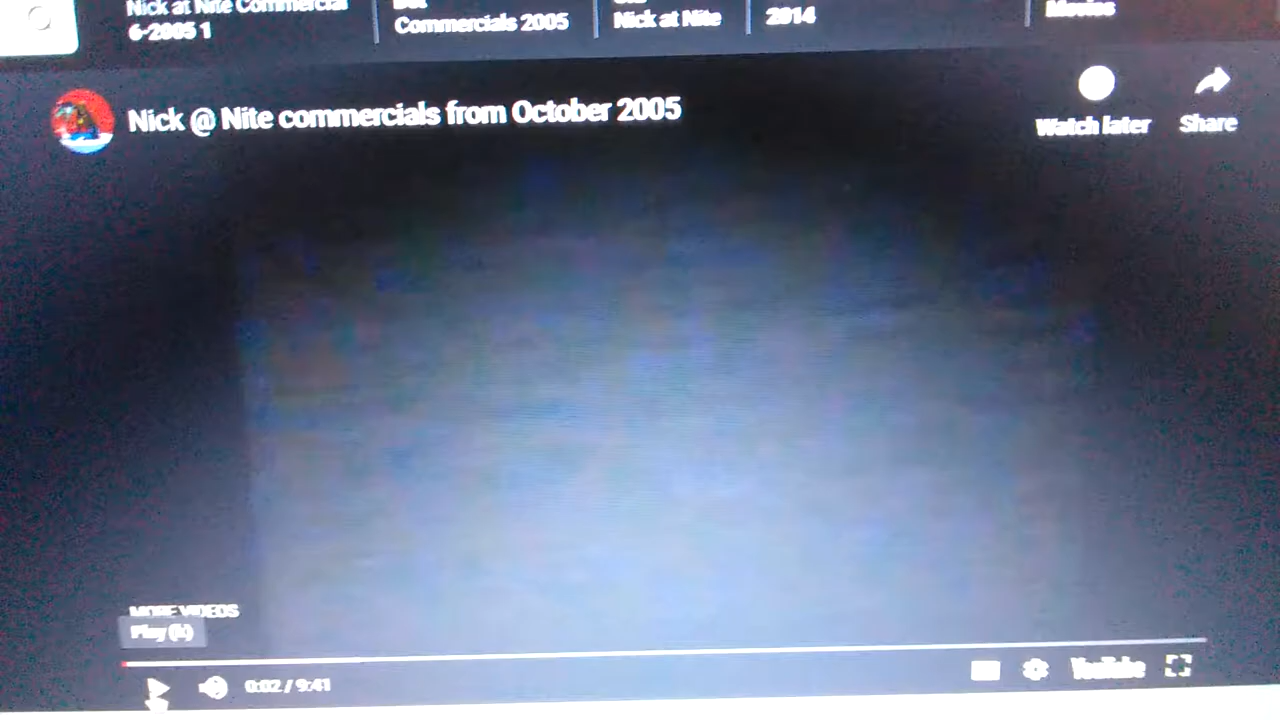 Nick at Nite Commercial
6-2005 1
Commercials 2005
Nick at Nite
2014
Movies
Nick @ Nite commercials from October 2005
Watch later
Share
MORE VIDEOS
Play (k)
0:02 / 9:41
YouTube